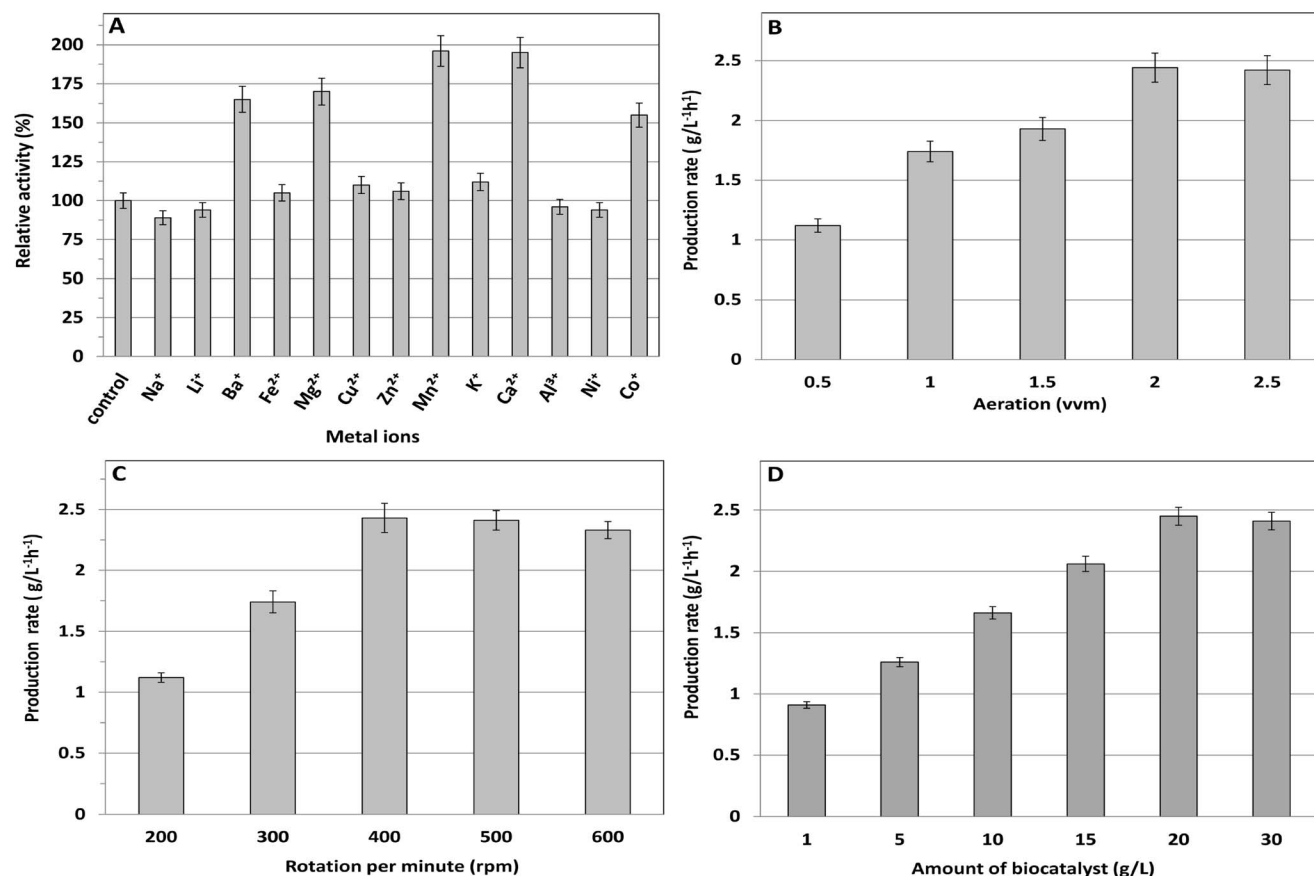 A
200
175
150
125
100
75
50
25
0
Relative activity (%)
control Na⁺ Li⁺ Ba⁺ Fe²⁺ Mg²⁺ Cu²⁺ Zn²⁺ Mn²⁺ K⁺ Ca²⁺ Al³⁺ Ni⁺ Co⁺
Metal ions
B
2.5
2
1.5
1
0.5
0
Production rate ( g/L⁻¹h¹)
0.5 1 1.5 2 2.5
Aeration (vvm)
C
3
2.5
2
1.5
1
0.5
0
Production rate ( g/L⁻¹h⁻¹)
200 300 400 500 600
Rotation per minute (rpm)
D
3
2.5
2
1.5
1
0.5
0
Production rate (g/L⁻¹h⁻¹)
1 5 10 15 20 30
Amount of biocatalyst (g/L)